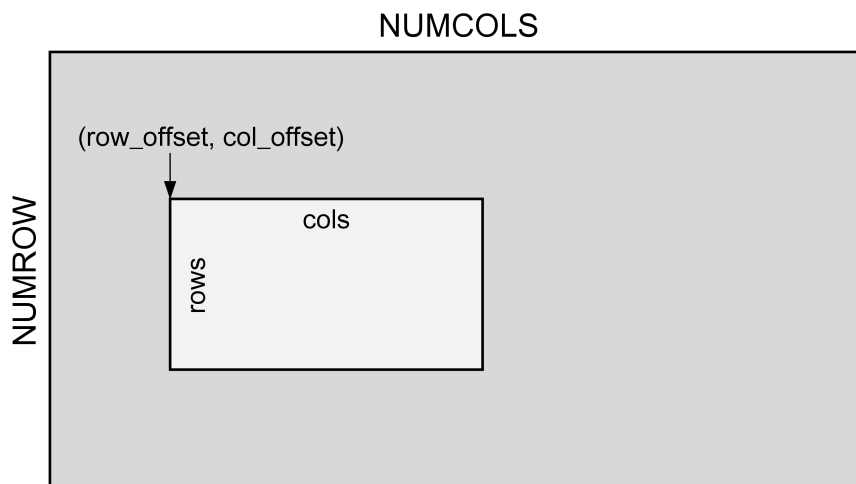 NUMCOLS
(row_offset, col_offset)
cols
rows
NUMROW